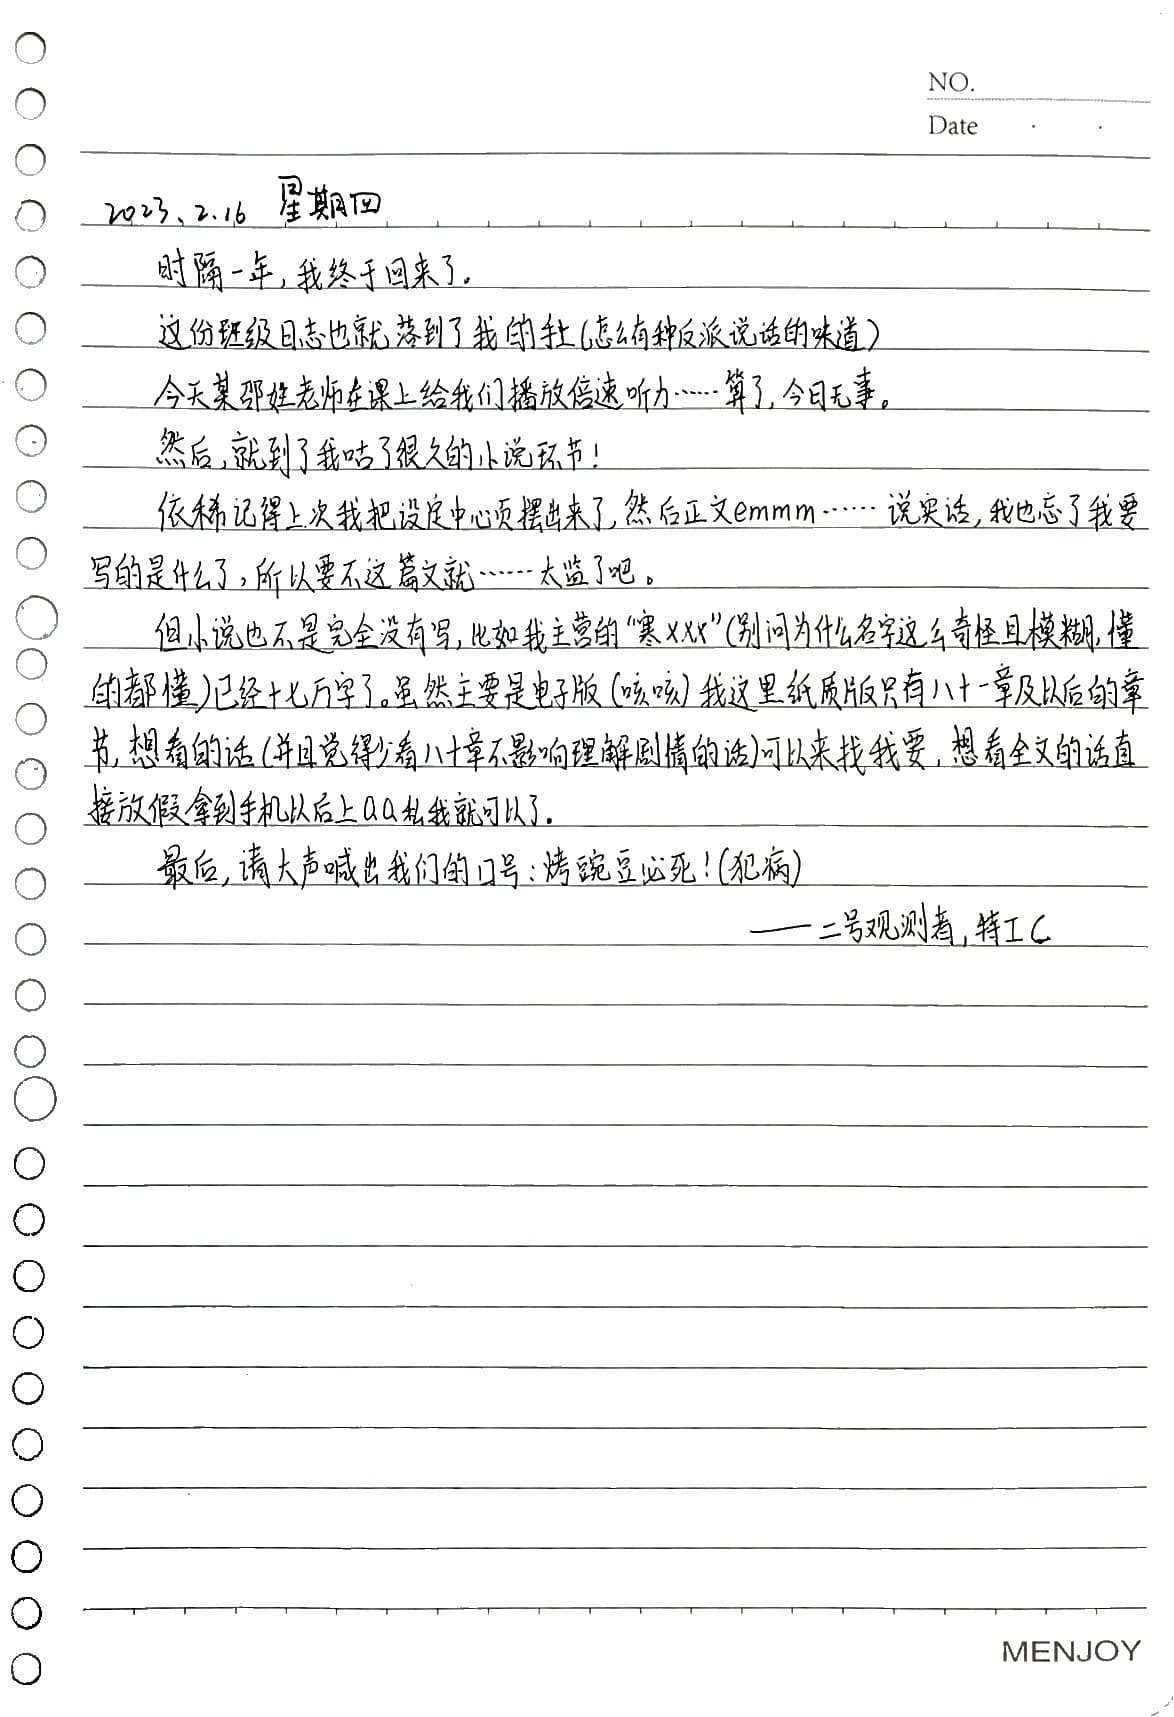 NO.
Date · ·
2023.2.16 星期四
时隔一年,我终于回来了。
这份班级日志也就落到了我的手上(怎么有种反派说话的味道)
今天某邵姓老师在课上给我们播放倍速听力……算了,今日无事。
然后,就到了我咕了很久的小说环节!
依稀记得上次我把设定中心页摆出来了,然后正文emmm……说实话,我也忘了我要
写的是什么了,所以要不这篇文就……太监了吧。
但小说也不是完全没有写,比如我主营的“寒xxx”(别问为什么名字这么奇怪且模糊,懂
的都懂)已经十七万字了。虽然主要是电子版(咳咳)我这里纸质版只有八十一章及以后的章
节,想看的话(并且觉得少看八十章不影响理解剧情的话)可以来找我要,想看全文的话直
接放假拿到手机以后上QQ私我就可以了。
最后,请大声喊出我们的口号:烤豌豆必死!(犯病)
——二号观测者,特工C
MENJOY